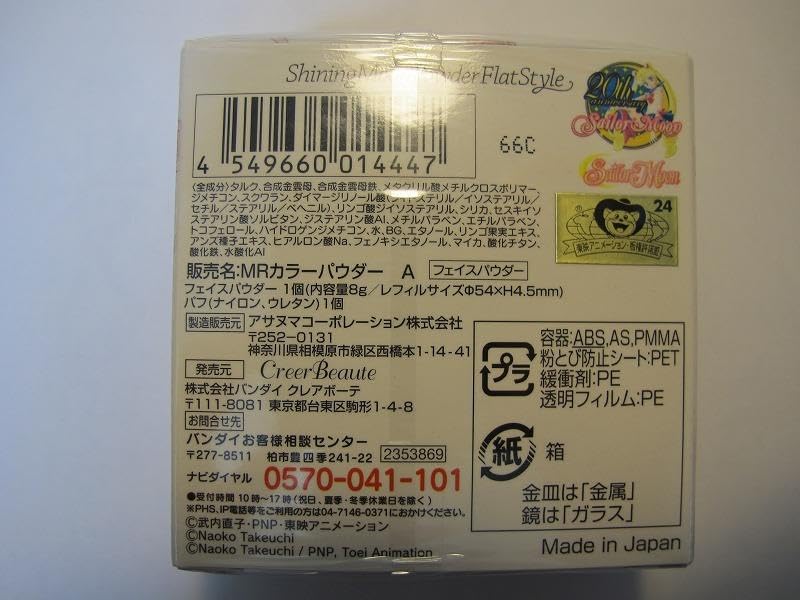 Shining Moon Powder FlatStyle
20th anniversary
Sailor Moon
Sailor Moon
66C
4 549660 014447
24
東映アニメーション・版権許諾証
〈全成分〉タルク、合成金雲母、合成金雲母鉄、メタクリル酸メチルクロスポリマー、
ジメチコン、スクワラン、ダイマージリノール酸(フィトステリル/イソステアリル/
セチル/ステアリル/ベヘニル)、リンゴ酸ジイソステアリル、シリカ、セスキイソ
ステアリン酸ソルビタン、ジステアリン酸Al、メチルパラベン、エチルパラベン、
トコフェロール、ハイドロゲンジメチコン、水、BG、エタノール、リンゴ果実エキス、
アンズ種子エキス、ヒアルロン酸Na、フェノキシエタノール、マイカ、酸化チタン、
酸化鉄、水酸化Al
販売名:MRカラーパウダー A フェイスパウダー
フェイスパウダー 1個(内容量8g/レフィルサイズΦ54×H4.5mm)
パフ(ナイロン、ウレタン)1個
製造販売元 アサヌマコーポレーション株式会社
〒252-0131
神奈川県相模原市緑区西橋本1-14-41
発売元 CreerBeaute
株式会社バンダイ クレアボーテ
〒111-8081 東京都台東区駒形1-4-8
お問合せ先
バンダイお客様相談センター
〒277-8511 柏市豊四季241-22 2353869
ナビダイヤル 0570-041-101
●受付時間 10時~17時(祝日、夏季・冬季休業日を除く)
※PHS、IP電話等をご利用の方は04-7146-0371におかけください。
©武内直子・PNP・東映アニメーション
©Naoko Takeuchi
©Naoko Takeuchi / PNP, Toei Animation
プラ
容器:ABS,AS,PMMA
粉とび防止シート:PET
緩衝剤:PE
透明フィルム:PE
紙 箱
金皿は「金属」
鏡は「ガラス」
Made in Japan